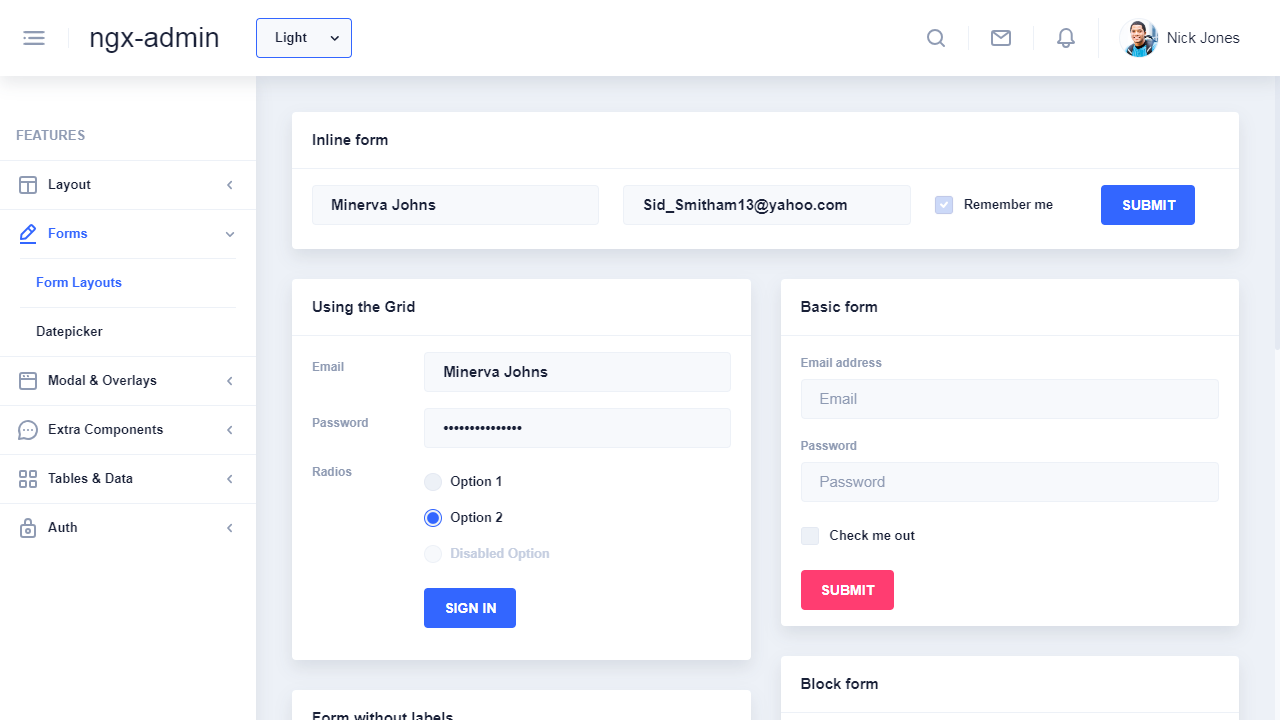 ngx-admin
Light
Nick Jones
FEATURES
Layout
Forms
Form Layouts
Datepicker
Modal & Overlays
Extra Components
Tables & Data
Auth
Inline form
Minerva Johns
Sid_Smitham13@yahoo.com
Remember me
SUBMIT
Using the Grid
Email
Minerva Johns
Password
•••••••••••••••
Radios
Option 1
Option 2
Disabled Option
SIGN IN
Basic form
Email address
Email
Password
Password
Check me out
SUBMIT
Form without labels
Block form